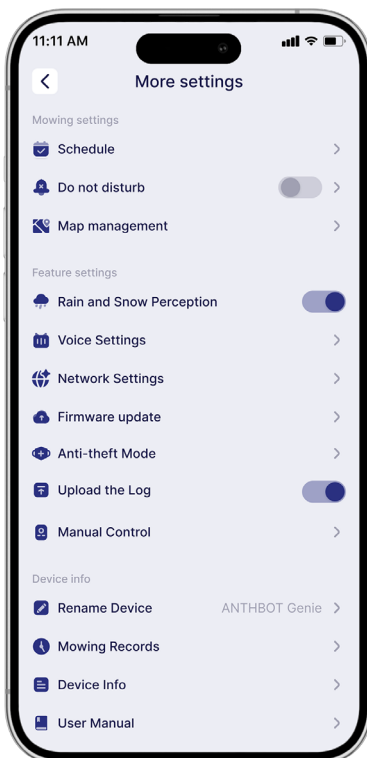 11:11 AM
More settings
Mowing settings
Schedule
Do not disturb
Map management
Feature settings
Rain and Snow Perception
Voice Settings
Network Settings
Firmware update
Anti-theft Mode
Upload the Log
Manual Control
Device info
Rename Device ANTHBOT Genie
Mowing Records
Device Info
User Manual